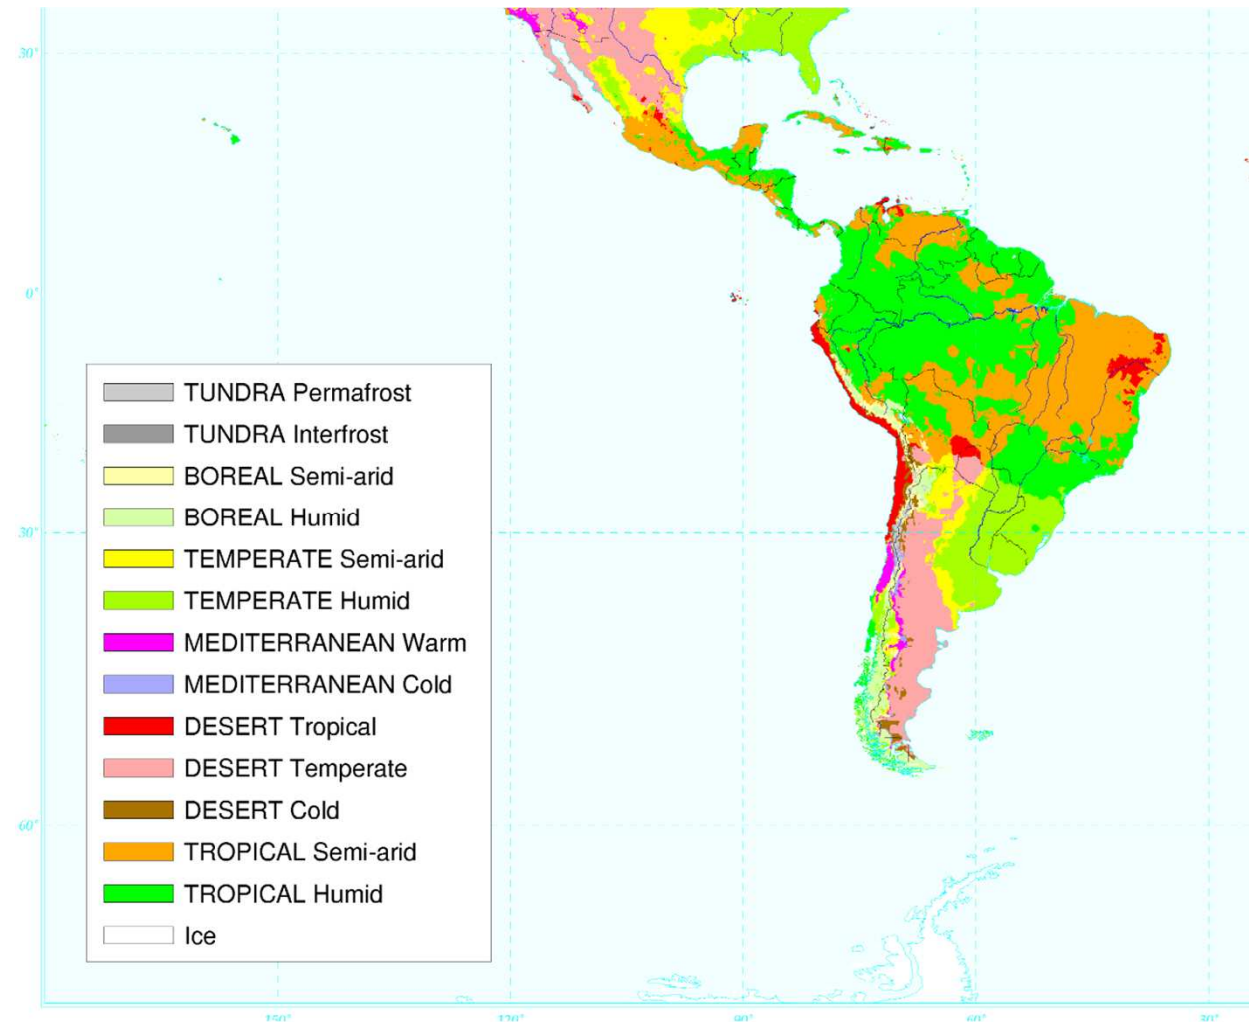 30°
0°
TUNDRA Permafrost
TUNDRA Interfrost
BOREAL Semi-arid
BOREAL Humid
TEMPERATE Semi-arid
30°
TEMPERATE Humid
MEDITERRANEAN Warm
MEDITERRANEAN Cold
DESERT Tropical
DESERT Temperate
DESERT Cold
60°
TROPICAL Semi-arid
TROPICAL Humid
Ice